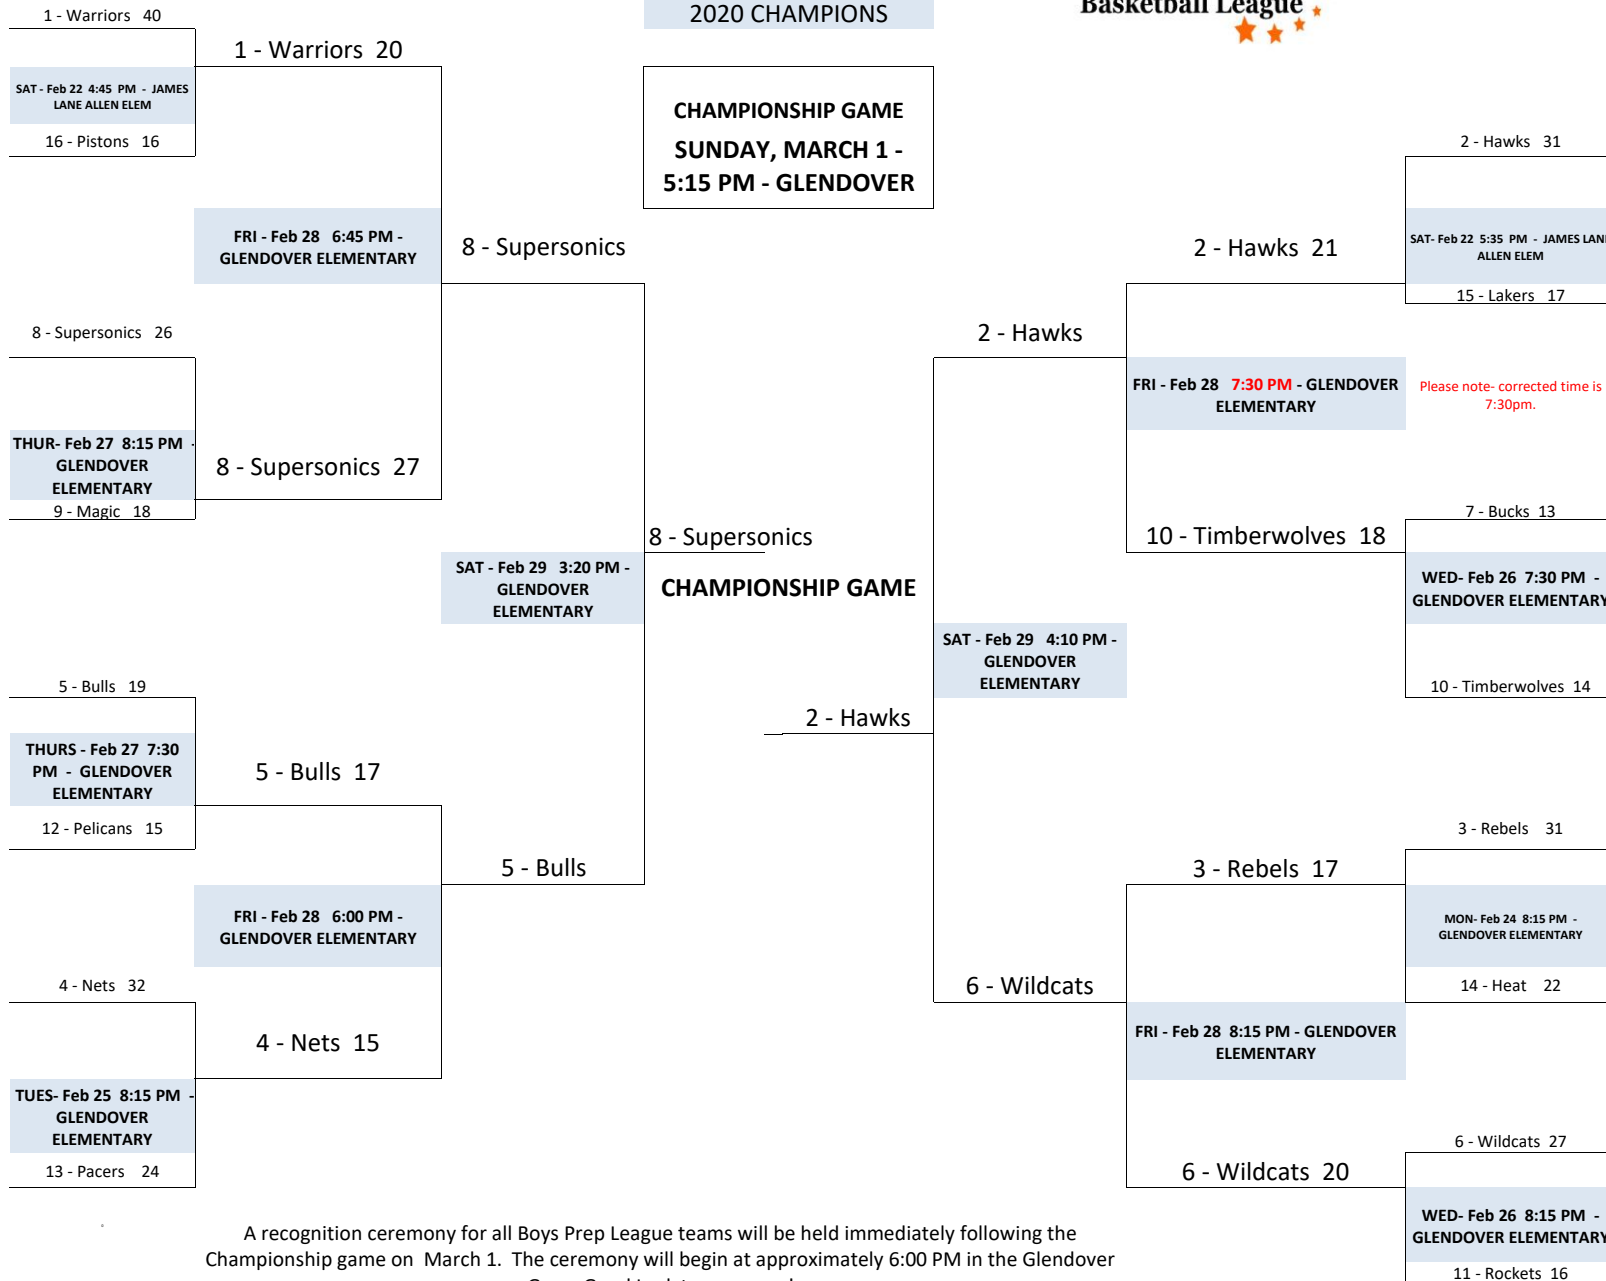 1 - Warriors 40
2020 CHAMPIONS
Basketball League
1 - Warriors 20
SAT - Feb 22 4:45 PM - JAMES
LANE ALLEN ELEM
16 - Pistons 16
CHAMPIONSHIP GAME
SUNDAY, MARCH 1 -
5:15 PM - GLENDOVER
2 - Hawks 31
FRI - Feb 28 6:45 PM -
GLENDOVER ELEMENTARY
8 - Supersonics
2 - Hawks 21
SAT- Feb 22 5:35 PM - JAMES LANE
ALLEN ELEM
15 - Lakers 17
8 - Supersonics 26
2 - Hawks
FRI - Feb 28 7:30 PM - GLENDOVER
ELEMENTARY
Please note- corrected time is
7:30pm.
THUR- Feb 27 8:15 PM -
GLENDOVER
ELEMENTARY
8 - Supersonics 27
9 - Magic 18
7 - Bucks 13
8 - Supersonics
10 - Timberwolves 18
SAT - Feb 29 3:20 PM -
GLENDOVER
ELEMENTARY
CHAMPIONSHIP GAME
WED- Feb 26 7:30 PM -
GLENDOVER ELEMENTARY
SAT - Feb 29 4:10 PM -
GLENDOVER
ELEMENTARY
5 - Bulls 19
10 - Timberwolves 14
2 - Hawks
THURS - Feb 27 7:30
PM - GLENDOVER
ELEMENTARY
5 - Bulls 17
12 - Pelicans 15
3 - Rebels 31
5 - Bulls
3 - Rebels 17
FRI - Feb 28 6:00 PM -
GLENDOVER ELEMENTARY
MON- Feb 24 8:15 PM -
GLENDOVER ELEMENTARY
4 - Nets 32
6 - Wildcats
14 - Heat 22
4 - Nets 15
FRI - Feb 28 8:15 PM - GLENDOVER
ELEMENTARY
TUES- Feb 25 8:15 PM -
GLENDOVER
ELEMENTARY
6 - Wildcats 27
13 - Pacers 24
6 - Wildcats 20
WED- Feb 26 8:15 PM -
GLENDOVER ELEMENTARY
11 - Rockets 16
A recognition ceremony for all Boys Prep League teams will be held immediately following the
Championship game on March 1. The ceremony will begin at approximately 6:00 PM in the Glendover